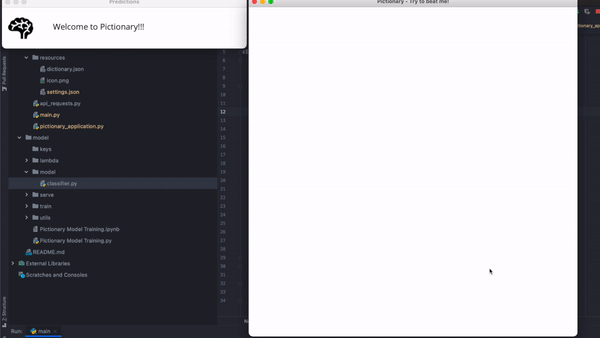 Predictions
Pictionary - Try to beat me!
Welcome to Pictionary!!!
Pull Requests
resources
dictionary.json
icon.png
settings.json
api_requests.py
main.py
pictionary_application.py
model
keys
lambda
model
classifier.py
serve
train
utils
Pictionary Model Training.ipynb
Pictionary Model Training.py
README.md
External Libraries
Scratches and Consoles
5
6
7
8
9
10
11
12
13
14
15
16
17
18
19
20
21
22
23
24
25
26
27
28
29
30
31
32
33
34
2: Structure
Run:
main